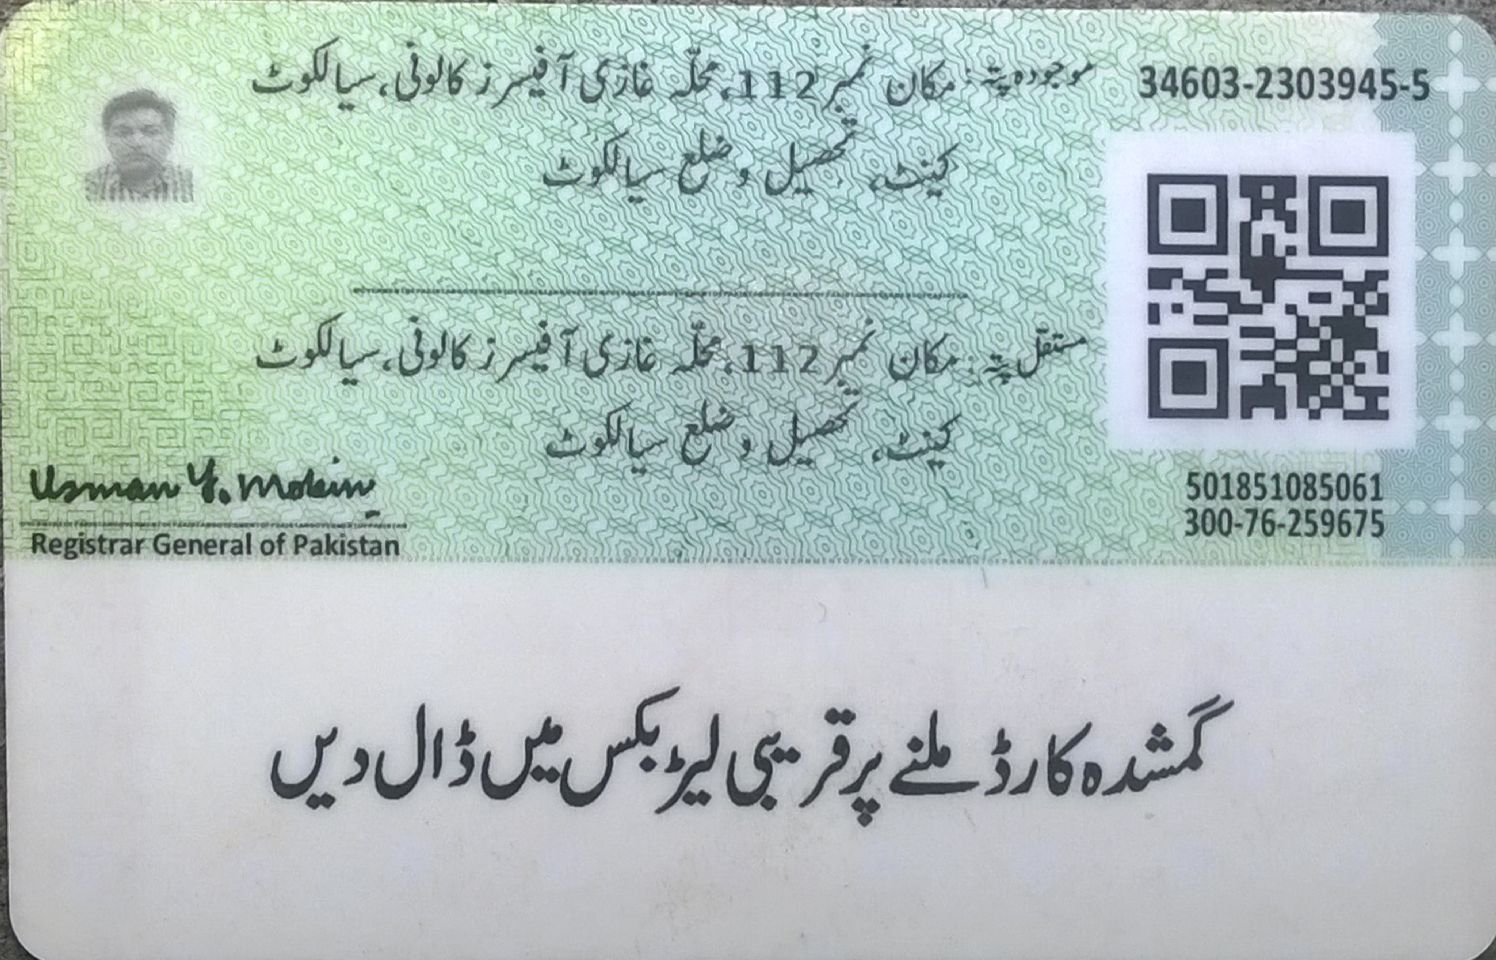 34603-2303945-5
موجودہ پتہ: مکان نمبر 112، محلّہ غازی آفیسرز کالونی، سیالکوٹ
کینٹ، تحصیل و ضلع سیالکوٹ
مستقل پتہ: مکان نمبر 112، محلّہ غازی آفیسرز کالونی، سیالکوٹ
کینٹ، تحصیل و ضلع سیالکوٹ
501851085061
300-76-259675
Usman Y. Mobin
Registrar General of Pakistan
گمشدہ کارڈ ملنے پر قریبی لیٹر بکس میں ڈال دیں